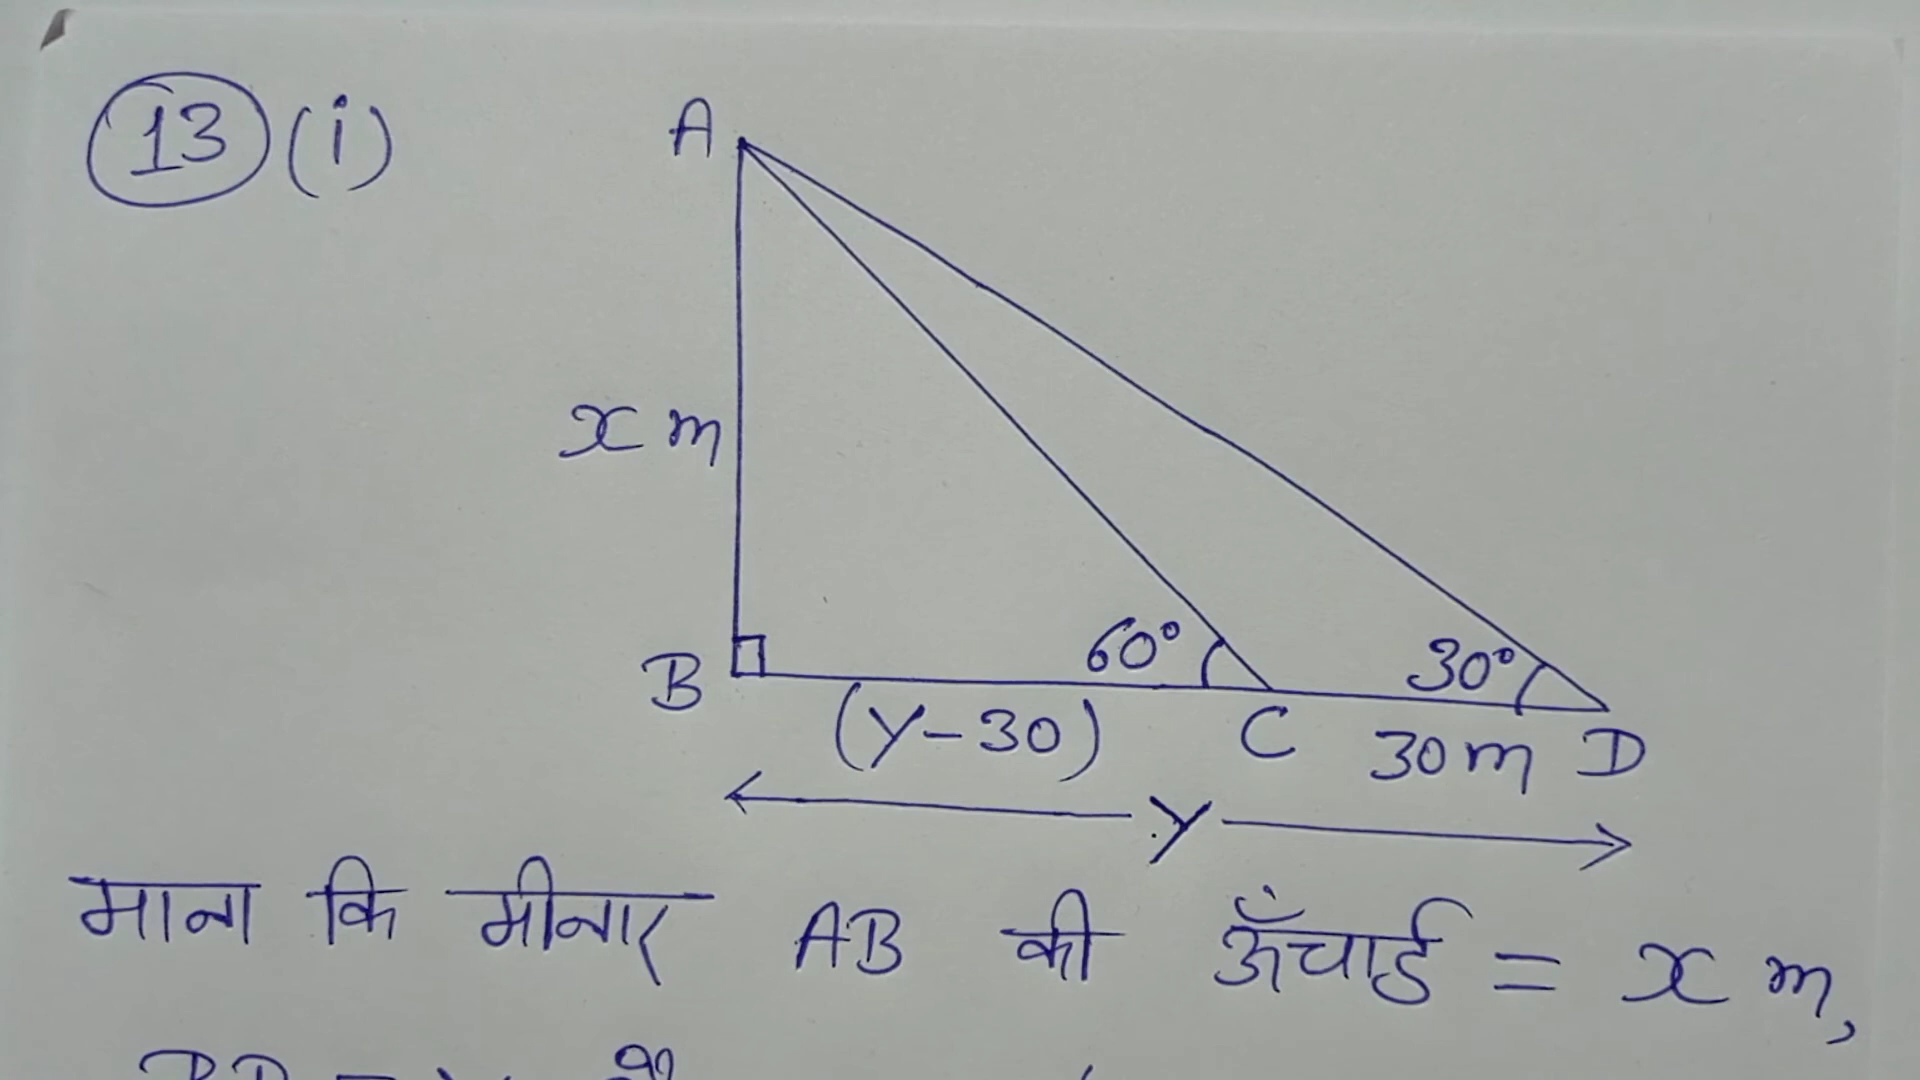 13 (i)
A
x m
60°
30°
B
(y-30)
C
30 m
D
y
माना कि मीनार AB की ऊँचाई = x m,